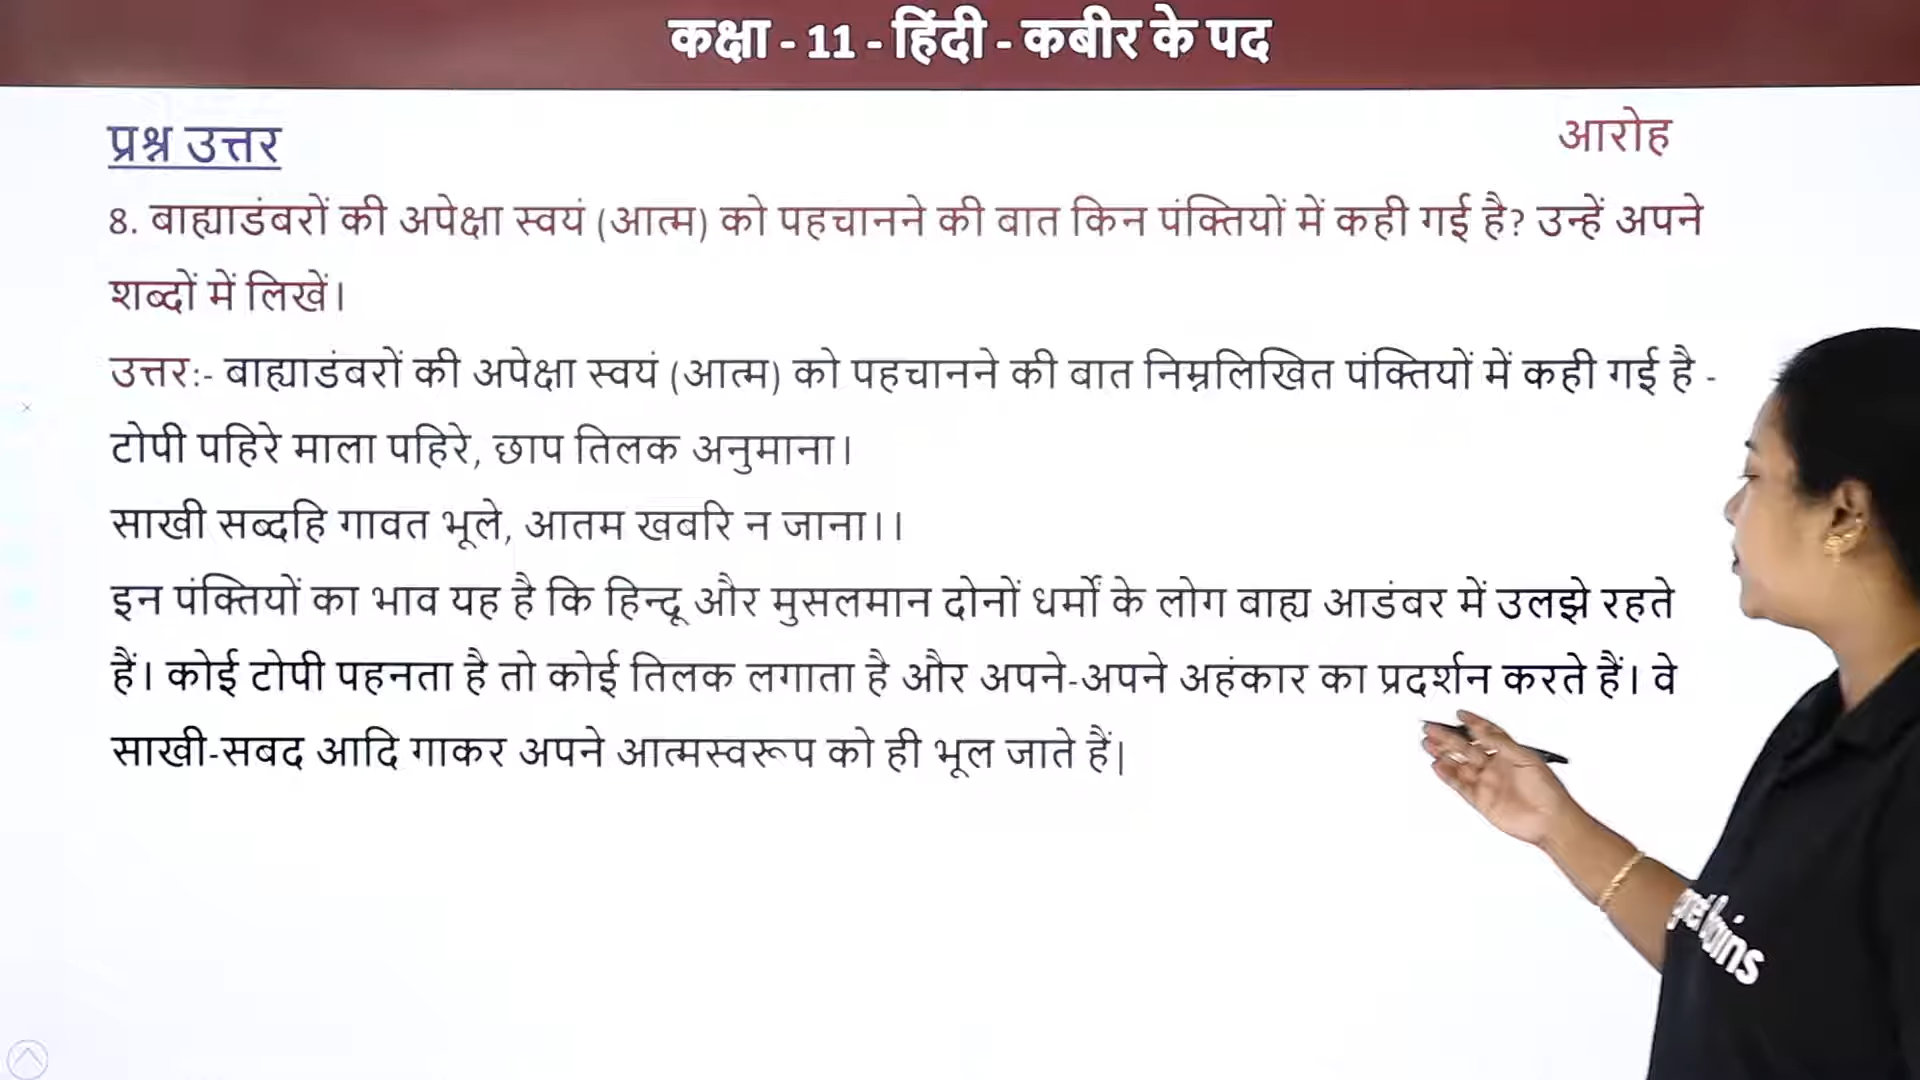 कक्षा - 11 - हिंदी - कबीर के पद
प्रश्न उत्तर
आरोह
8. बाह्याडंबरों की अपेक्षा स्वयं (आत्म) को पहचानने की बात किन पंक्तियों में कही गई है? उन्हें अपने
शब्दों में लिखें।
उत्तर:- बाह्याडंबरों की अपेक्षा स्वयं (आत्म) को पहचानने की बात निम्नलिखित पंक्तियों में कही गई है -
टोपी पहिरे माला पहिरे, छाप तिलक अनुमाना।
साखी सब्दहि गावत भूले, आतम खबरि न जाना।।
इन पंक्तियों का भाव यह है कि हिन्दू और मुसलमान दोनों धर्मों के लोग बाह्य आडंबर में उलझे रहते
हैं। कोई टोपी पहनता है तो कोई तिलक लगाता है और अपने-अपने अहंकार का प्रदर्शन करते हैं। वे
साखी-सबद आदि गाकर अपने आत्मस्वरूप को ही भूल जाते हैं|